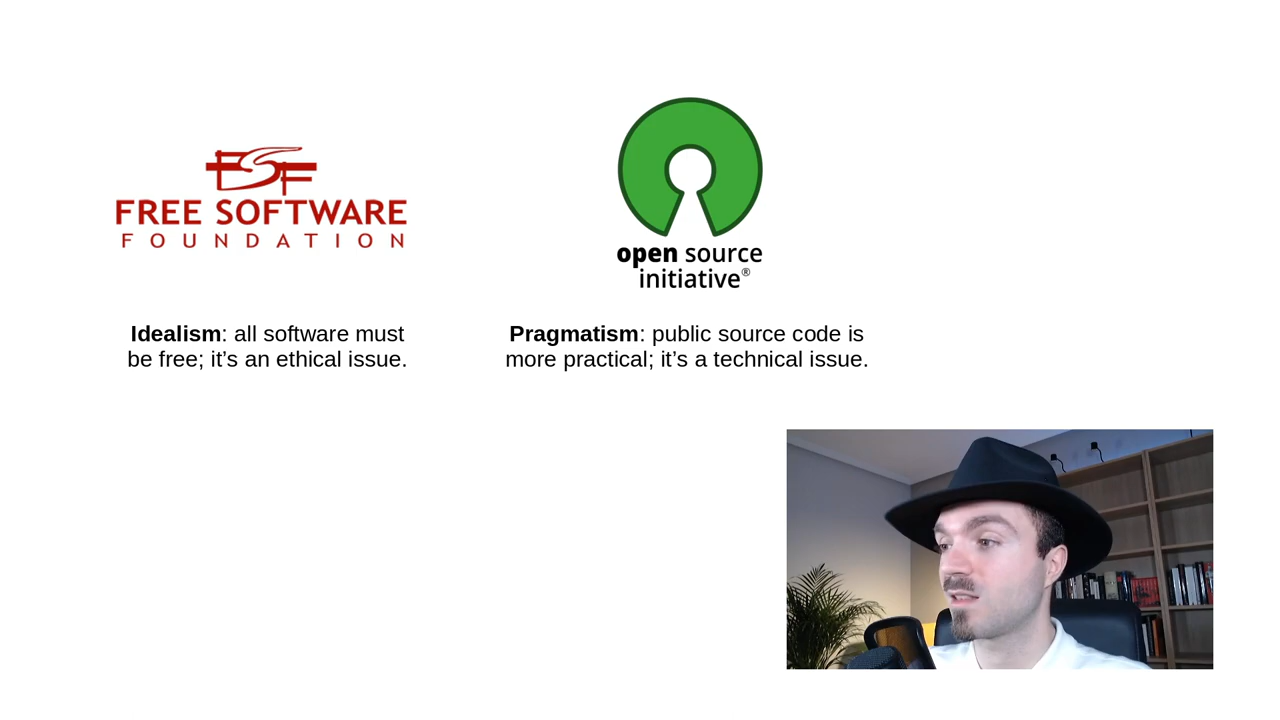 FSF
FREE SOFTWARE
FOUNDATION
open source
initiative®
Idealism: all software must
be free; it’s an ethical issue.
Pragmatism: public source code is
more practical; it’s a technical issue.